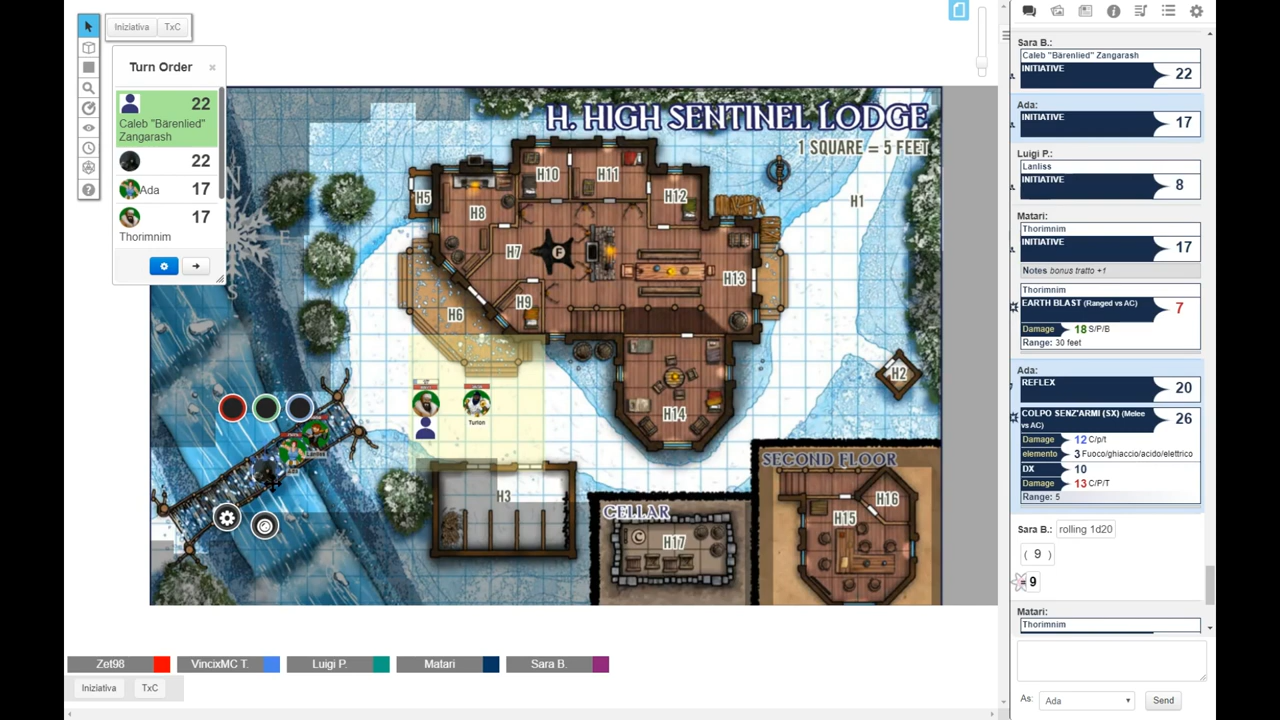 Iniziativa
TxC
Turn Order
×
22
Caleb "Bärenlied"
Zangarash
22
Ada
17
17
Thorimnim
H. HIGH SENTINEL LODGE
1 SQUARE = 5 FEET
H10
H11
H12
H5
H8
H1
H7
F
H13
H9
H6
H2
Turlon
H14
H3
SECOND FLOOR
CELLAR
C
H17
H16
H15
Zet98
VincixMC T.
Luigi P.
Matari
Sara B.
Iniziativa
TxC
Sara B.:
Caleb "Bärenlied" Zangarash
INITIATIVE
22
Ada:
INITIATIVE
17
Luigi P.:
Lanliss
INITIATIVE
8
Matari:
Thorimnim
INITIATIVE
17
Notes bonus tratto +1
Thorimnim
EARTH BLAST (Ranged vs AC)
7
Damage 18 S/P/B
Range: 30 feet
Ada:
REFLEX
20
COLPO SENZ'ARMI (SX) (Melee
vs AC)
26
Damage 12 C/p/t
elemento 3 Fuoco/ghiaccio/acido/elettrico
DX 10
Damage 13 C/P/T
Range: 5
Sara B.: rolling 1d20
( 9 )
= 9
Matari:
Thorimnim
As: Ada
Send